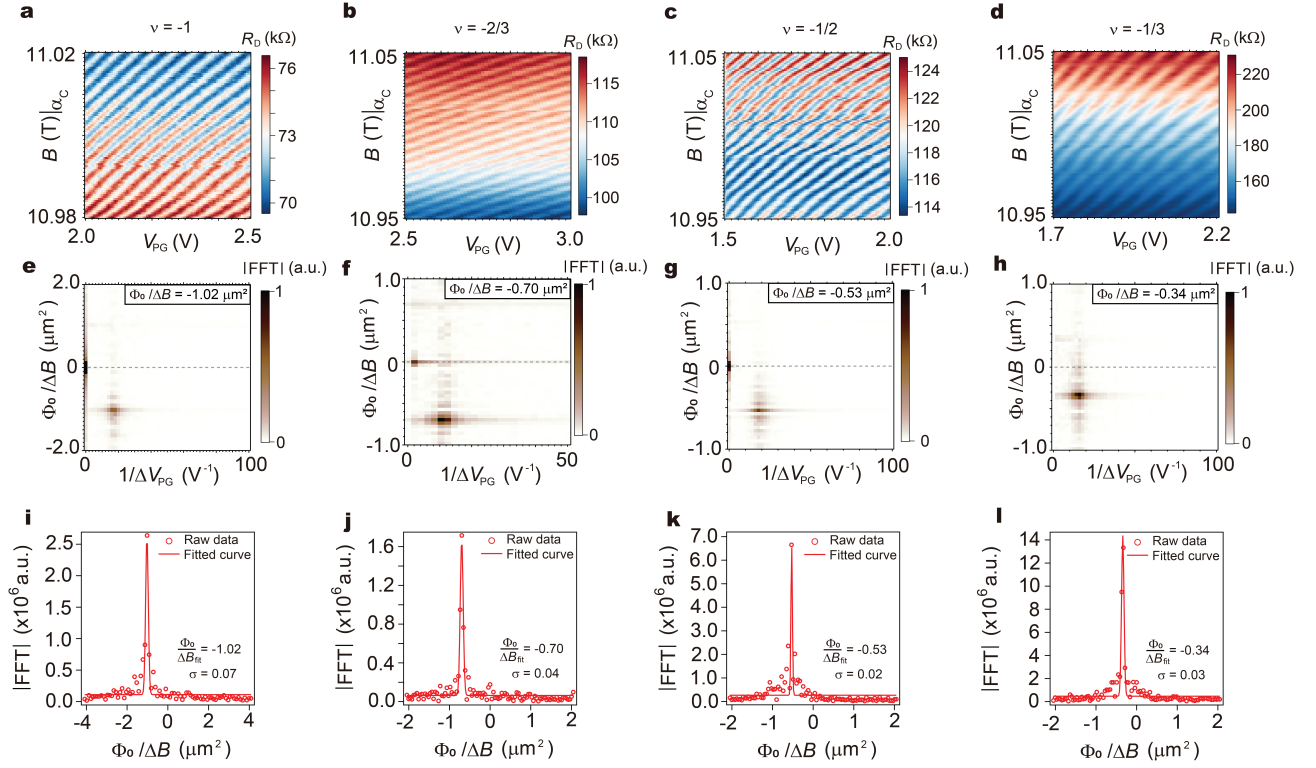 a
ν = -1
R_D (kΩ)
11.02
10.98
B (T)|α_C
2.0
2.5
V_PG (V)
76
73
70
b
ν = -2/3
R_D (kΩ)
11.05
10.95
B (T)|α_C
2.5
3.0
V_PG (V)
115
110
105
100
c
ν = -1/2
R_D (kΩ)
11.05
10.95
B (T)|α_C
1.5
2.0
V_PG (V)
124
122
120
118
116
114
d
ν = -1/3
R_D (kΩ)
11.05
10.95
B (T)|α_C
1.7
2.2
V_PG (V)
220
200
180
160
e
|FFT| (a.u.)
Φ₀/ΔB = -1.02 μm²
2.0
0
-2.0
Φ₀/ΔB (μm²)
0
100
1/ΔV_PG (V⁻¹)
1
0
f
|FFT| (a.u.)
Φ₀/ΔB = -0.70 μm²
1.0
0
-1.0
Φ₀/ΔB (μm²)
0
50
1/ΔV_PG (V⁻¹)
1
0
g
|FFT| (a.u.)
Φ₀/ΔB = -0.53 μm²
1.0
0
-1.0
Φ₀/ΔB (μm²)
0
100
1/ΔV_PG (V⁻¹)
1
0
h
|FFT| (a.u.)
Φ₀/ΔB = -0.34 μm²
1.0
0
-1.0
Φ₀/ΔB (μm²)
0
100
1/ΔV_PG (V⁻¹)
1
0
i
Raw data
Fitted curve
2.5
2.0
1.5
1.0
0.5
0.0
|FFT| (x10⁶ a.u.)
Φ₀/ΔB_fit = -1.02
σ = 0.07
-4 -2 0 2 4
Φ₀/ΔB (μm²)
j
Raw data
Fitted curve
1.6
1.2
0.8
0.4
0.0
|FFT| (x10⁶ a.u.)
Φ₀/ΔB_fit = -0.70
σ = 0.04
-2 -1 0 1 2
Φ₀/ΔB (μm²)
k
Raw data
Fitted curve
7.0
6.0
5.0
4.0
3.0
2.0
1.0
0.0
|FFT| (x10⁶ a.u.)
Φ₀/ΔB_fit = -0.53
σ = 0.02
-2 -1 0 1 2
Φ₀/ΔB (μm²)
l
Raw data
Fitted curve
14
12
10
8
6
4
2
0
|FFT| (x10⁶ a.u.)
Φ₀/ΔB_fit = -0.34
σ = 0.03
-2 -1 0 1 2
Φ₀/ΔB (μm²)